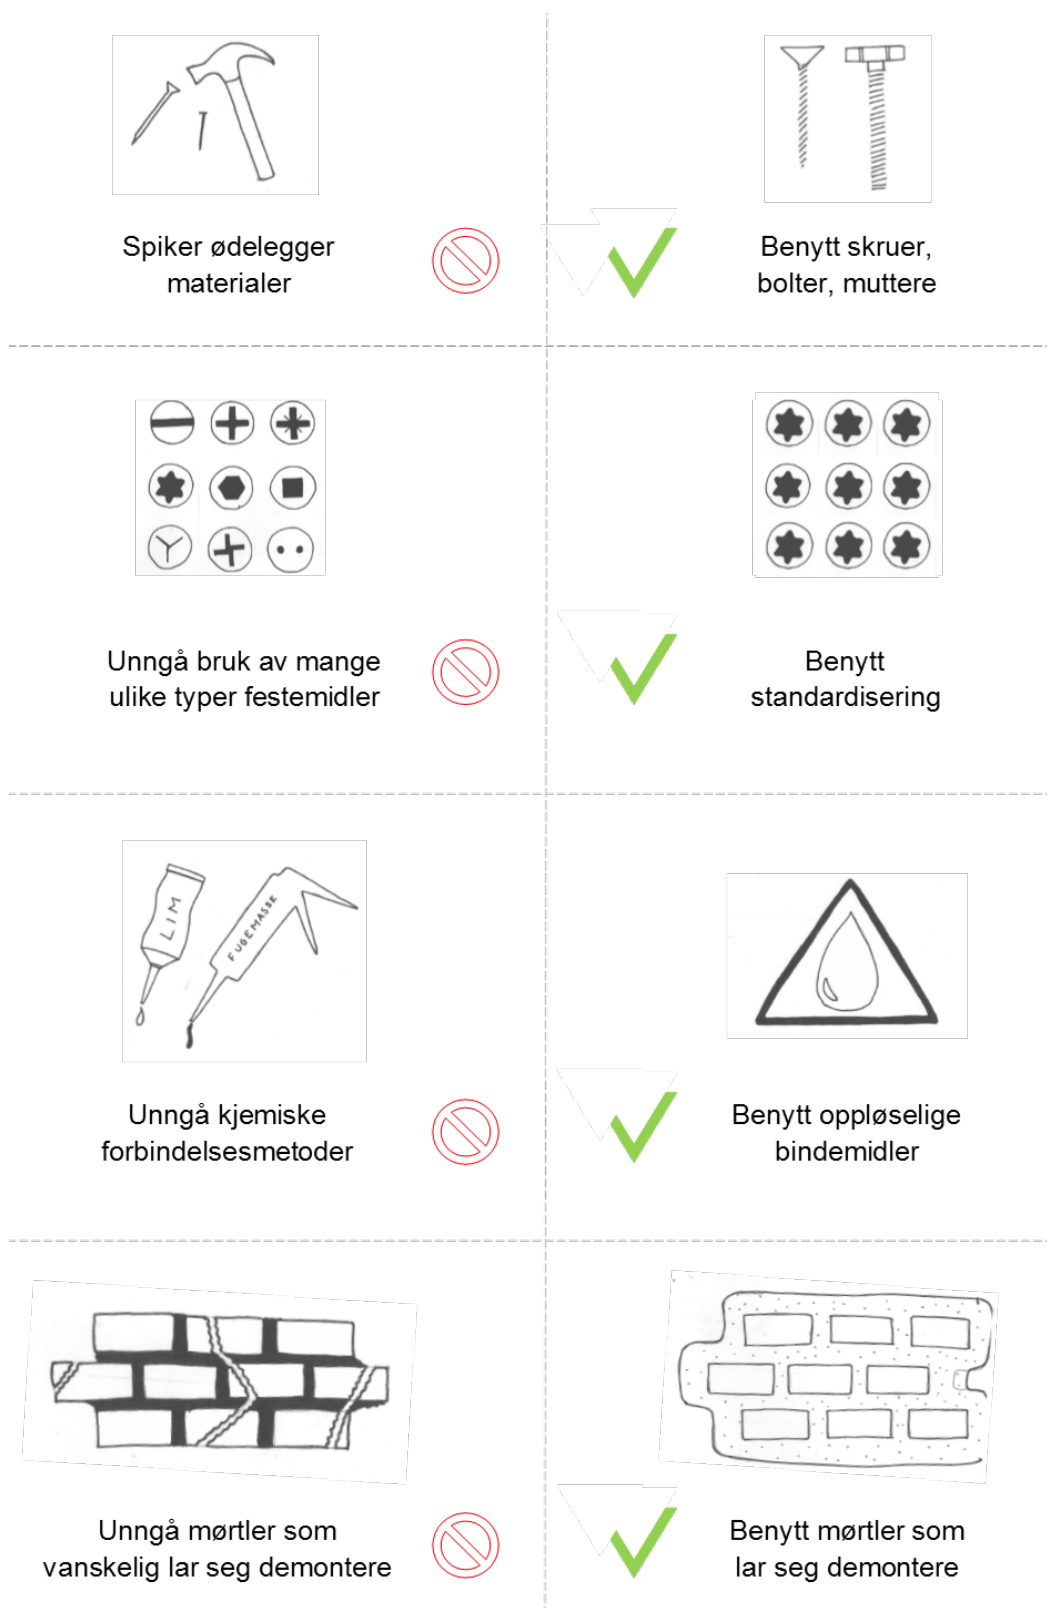 Spiker ødelegger
materialer
Benytt skruer,
bolter, muttere
Unngå bruk av mange
ulike typer festemidler
Benytt
standardisering
LIM
FUGEMASSE
Unngå kjemiske
forbindelsesmetoder
Benytt oppløselige
bindemidler
Unngå mørtler som
vanskelig lar seg demontere
Benytt mørtler som
lar seg demontere